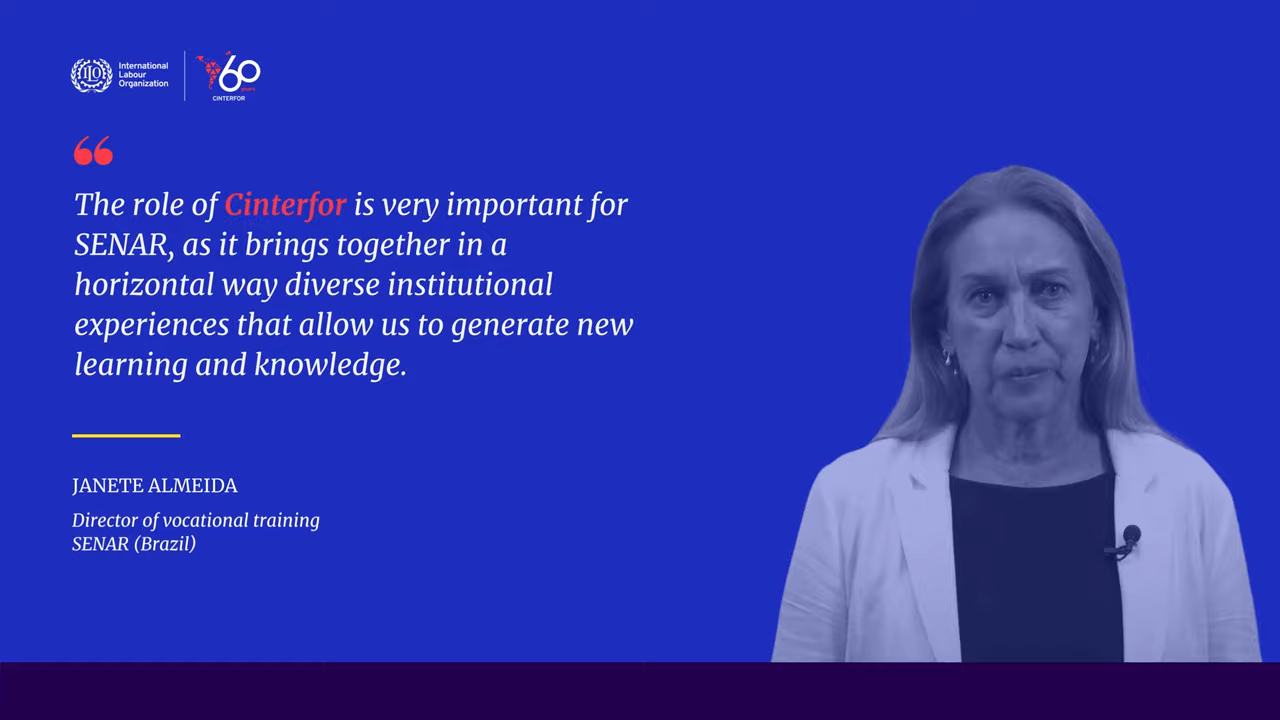 International
Labour
Organization
ILO
60
years
CINTERFOR
“
The role of Cinterfor is very important for
SENAR, as it brings together in a
horizontal way diverse institutional
experiences that allow us to generate new
learning and knowledge.
JANETE ALMEIDA
Director of vocational training
SENAR (Brazil)